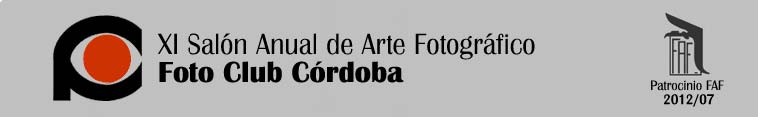 XI Salón Anual de Arte Fotográfico
Foto Club Córdoba
FAF
Patrocinio FAF
2012/07